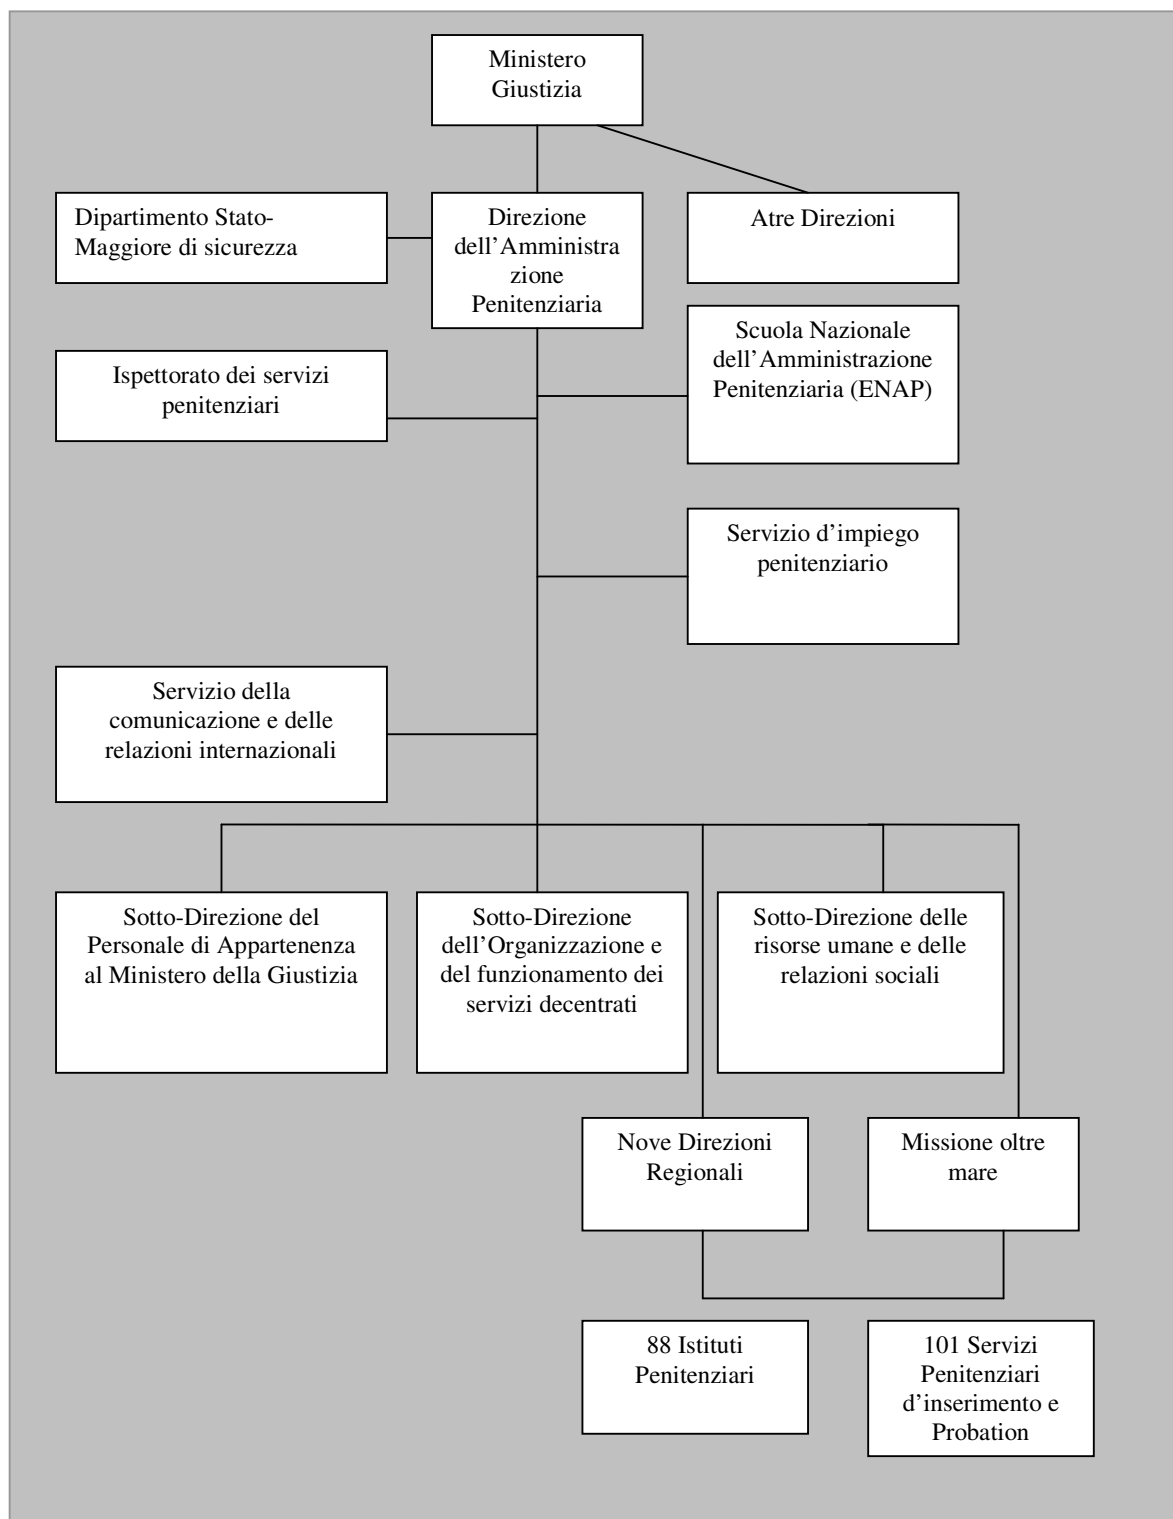 Ministero
Giustizia
Dipartimento Stato-
Maggiore di sicurezza
Direzione
dell’Amministra
zione
Penitenziaria
Atre Direzioni
Scuola Nazionale
dell’Amministrazione
Penitenziaria (ENAP)
Ispettorato dei servizi
penitenziari
Servizio d’impiego
penitenziario
Servizio della
comunicazione e delle
relazioni internazionali
Sotto-Direzione del
Personale di Appartenenza
al Ministero della Giustizia
Sotto-Direzione
dell’Organizzazione e
del funzionamento dei
servizi decentrati
Sotto-Direzione delle
risorse umane e delle
relazioni sociali
Nove Direzioni
Regionali
Missione oltre
mare
88 Istituti
Penitenziari
101 Servizi
Penitenziari
d’inserimento e
Probation